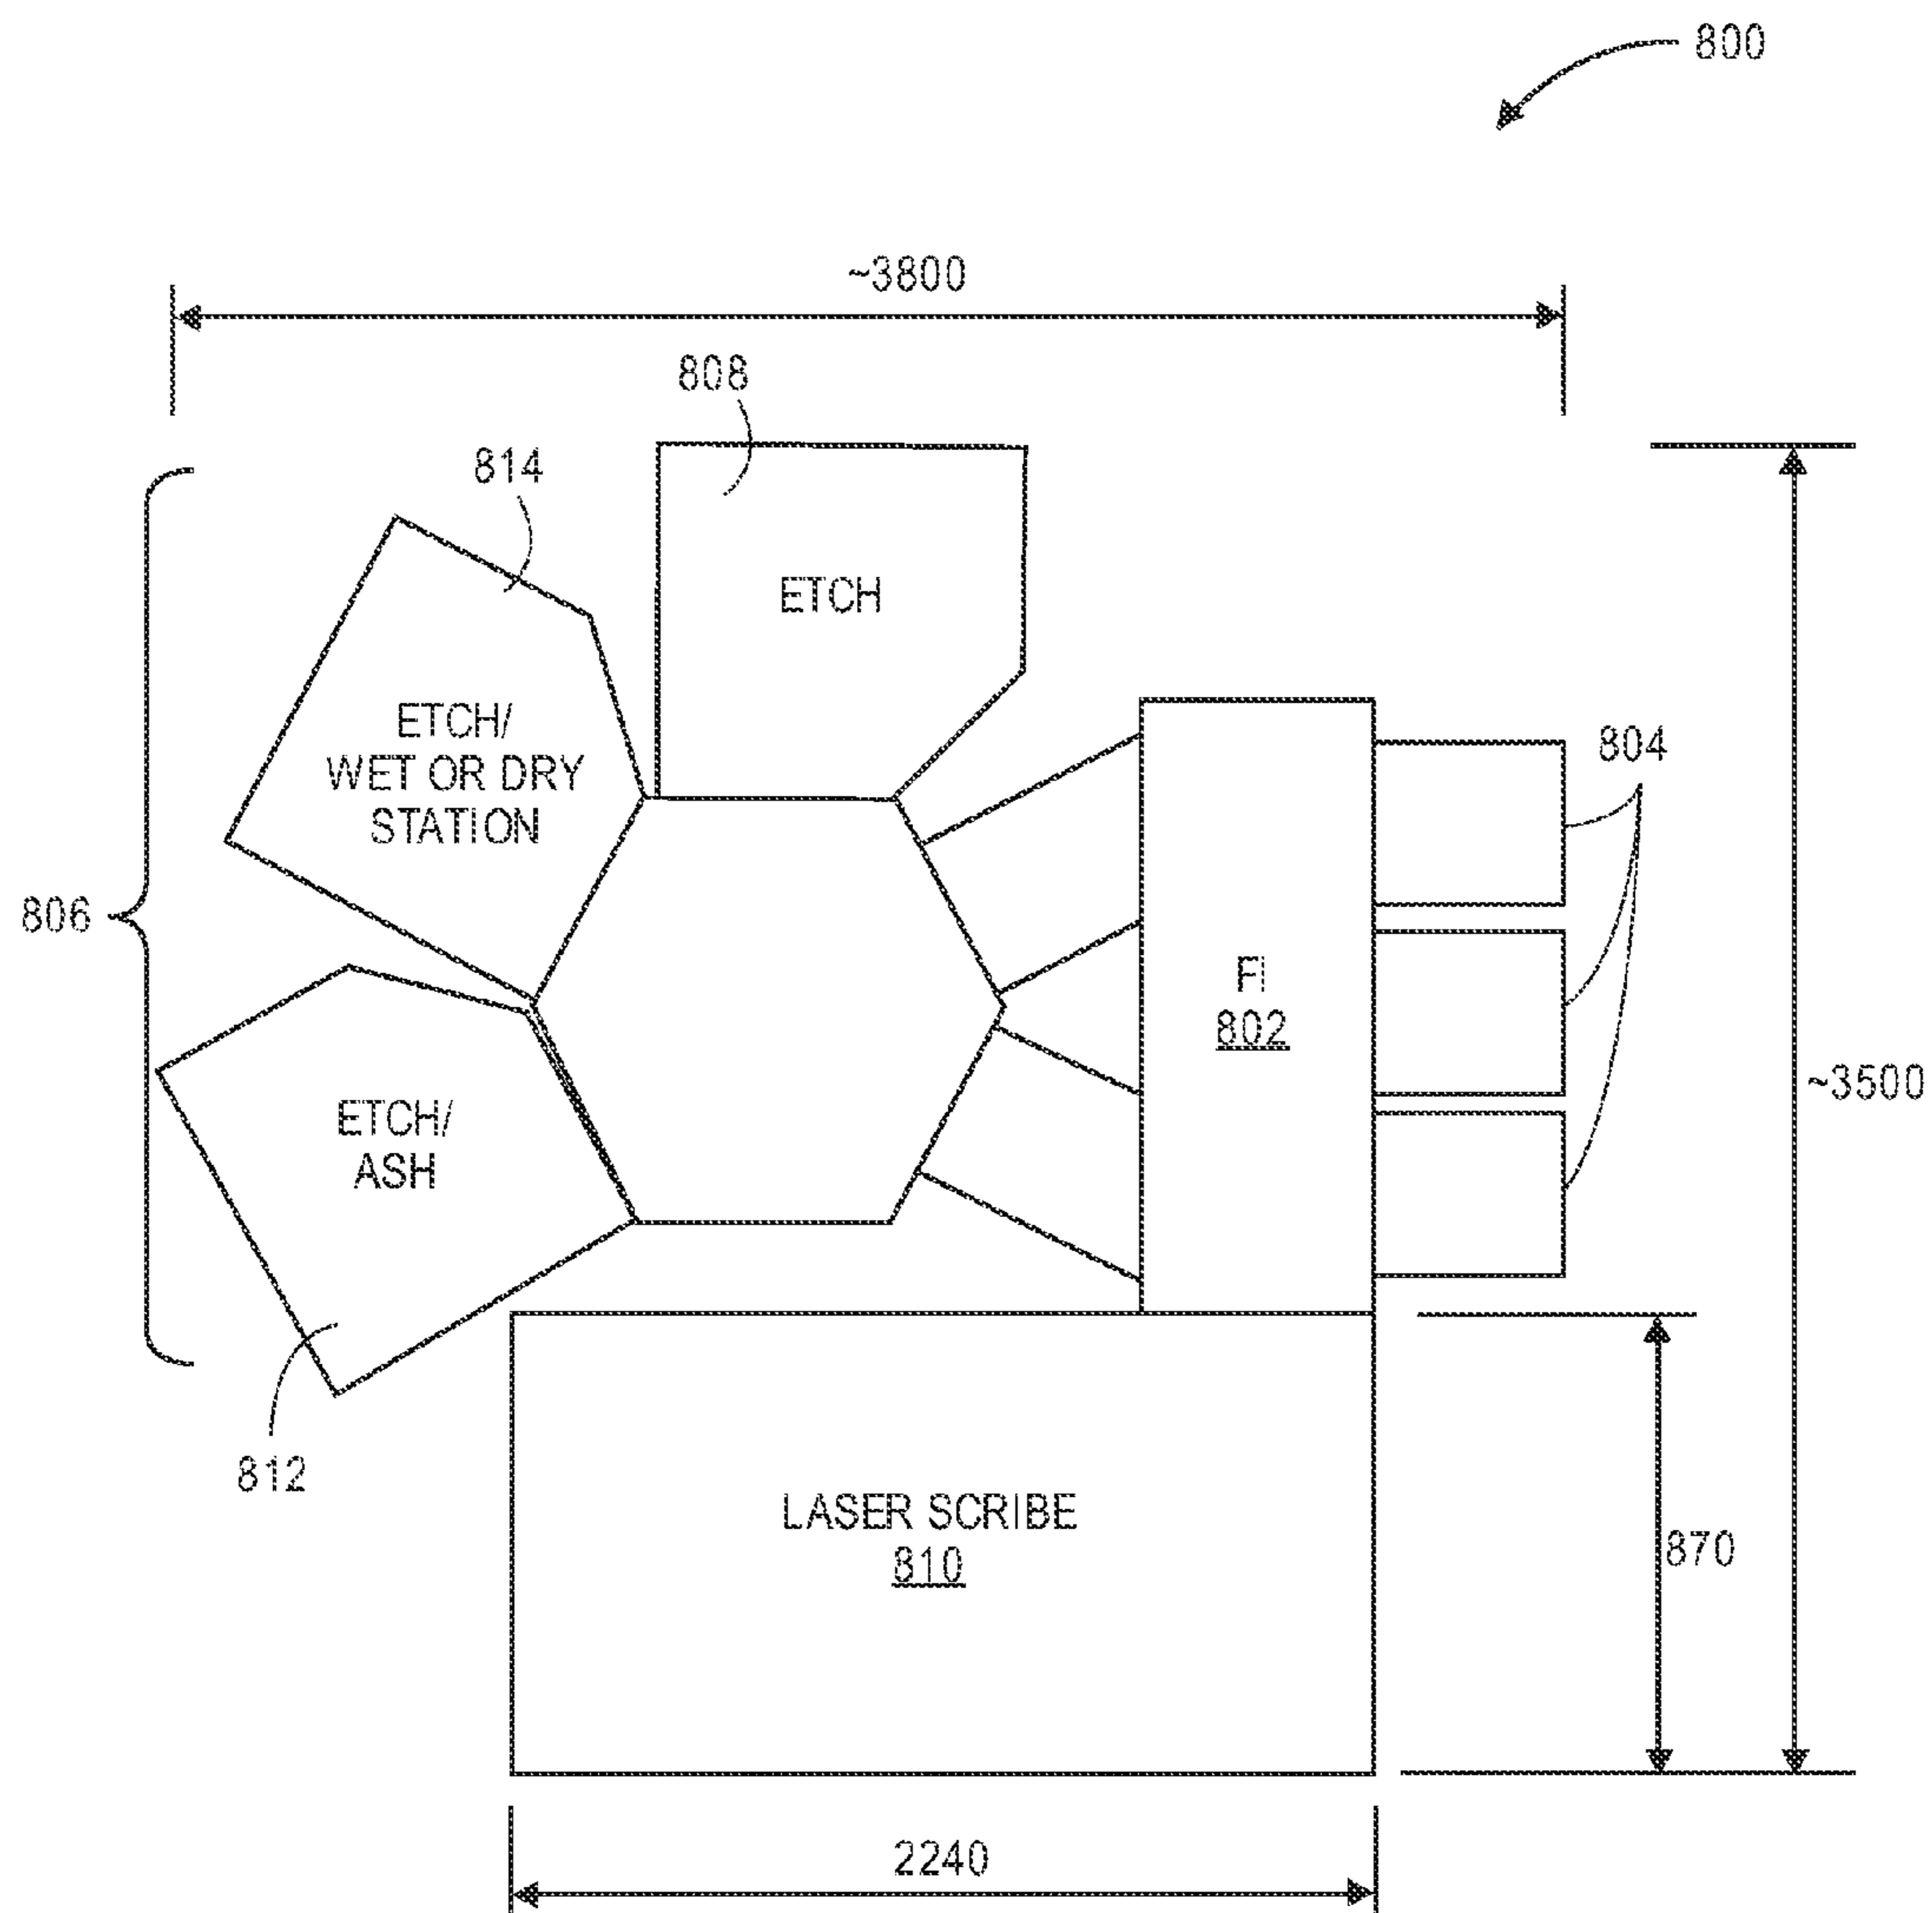 800
~3800
808
814
ETCH
ETCH/
WET OR DRY
STATION
804
806
FI
802
~3500
ETCH/
ASH
812
LASER SCRIBE
810
870
2240